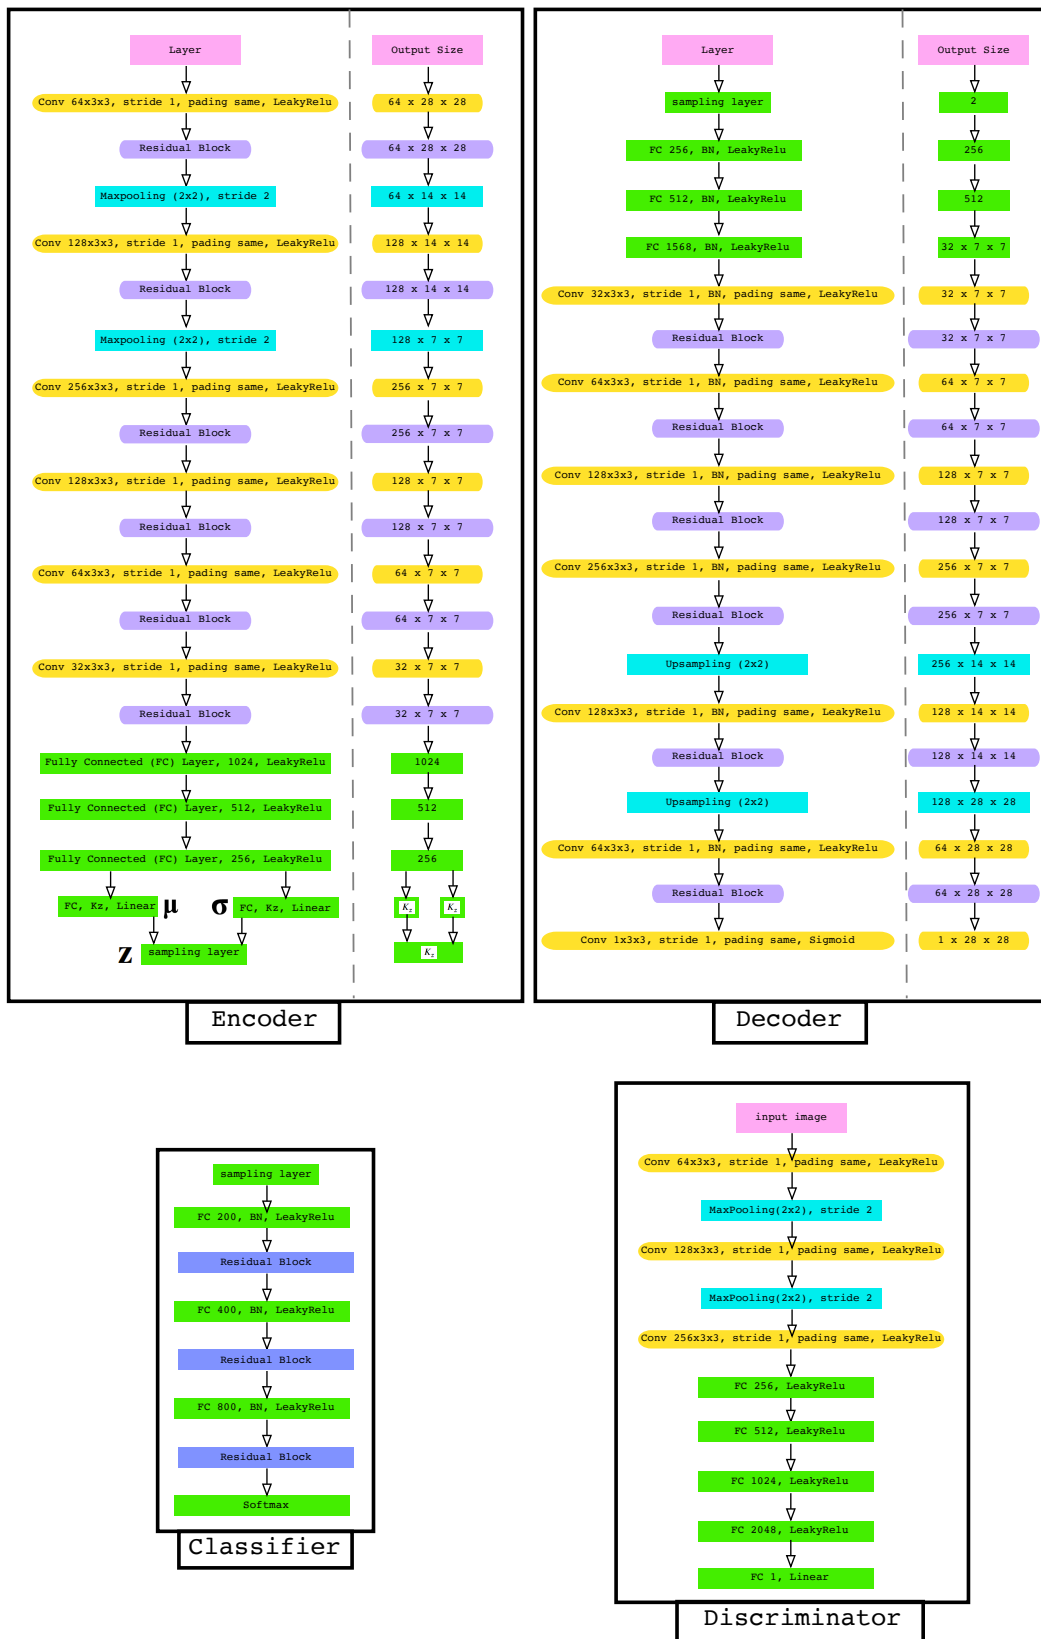 Layer
Output Size
Conv 64x3x3, stride 1, pading same, LeakyRelu
64 x 28 x 28
Residual Block
64 x 28 x 28
Maxpooling (2x2), stride 2
64 x 14 x 14
Conv 128x3x3, stride 1, pading same, LeakyRelu
128 x 14 x 14
Residual Block
128 x 14 x 14
Maxpooling (2x2), stride 2
128 x 7 x 7
Conv 256x3x3, stride 1, pading same, LeakyRelu
256 x 7 x 7
Residual Block
256 x 7 x 7
Conv 128x3x3, stride 1, pading same, LeakyRelu
128 x 7 x 7
Residual Block
128 x 7 x 7
Conv 64x3x3, stride 1, pading same, LeakyRelu
64 x 7 x 7
Residual Block
64 x 7 x 7
Conv 32x3x3, stride 1, pading same, LeakyRelu
32 x 7 x 7
Residual Block
32 x 7 x 7
Fully Connected (FC) Layer, 1024, LeakyRelu
1024
Fully Connected (FC) Layer, 512, LeakyRelu
512
Fully Connected (FC) Layer, 256, LeakyRelu
256
FC, Kz, Linear
μ
σ
FC, Kz, Linear
K_z
K_z
z
sampling layer
K_z
Encoder
Layer
Output Size
sampling layer
2
FC 256, BN, LeakyRelu
256
FC 512, BN, LeakyRelu
512
FC 1568, BN, LeakyRelu
32 x 7 x 7
Conv 32x3x3, stride 1, BN, pading same, LeakyRelu
32 x 7 x 7
Residual Block
32 x 7 x 7
Conv 64x3x3, stride 1, BN, pading same, LeakyRelu
64 x 7 x 7
Residual Block
64 x 7 x 7
Conv 128x3x3, stride 1, BN, pading same, LeakyRelu
128 x 7 x 7
Residual Block
128 x 7 x 7
Conv 256x3x3, stride 1, BN, pading same, LeakyRelu
256 x 7 x 7
Residual Block
256 x 7 x 7
Upsampling (2x2)
256 x 14 x 14
Conv 128x3x3, stride 1, BN, pading same, LeakyRelu
128 x 14 x 14
Residual Block
128 x 14 x 14
Upsampling (2x2)
128 x 28 x 28
Conv 64x3x3, stride 1, BN, pading same, LeakyRelu
64 x 28 x 28
Residual Block
64 x 28 x 28
Conv 1x3x3, stride 1, pading same, Sigmoid
1 x 28 x 28
Decoder
sampling layer
FC 200, BN, LeakyRelu
Residual Block
FC 400, BN, LeakyRelu
Residual Block
FC 800, BN, LeakyRelu
Residual Block
Softmax
Classifier
input image
Conv 64x3x3, stride 1, pading same, LeakyRelu
MaxPooling(2x2), stride 2
Conv 128x3x3, stride 1, pading same, LeakyRelu
MaxPooling(2x2), stride 2
Conv 256x3x3, stride 1, pading same, LeakyRelu
FC 256, LeakyRelu
FC 512, LeakyRelu
FC 1024, LeakyRelu
FC 2048, LeakyRelu
FC 1, Linear
Discriminator